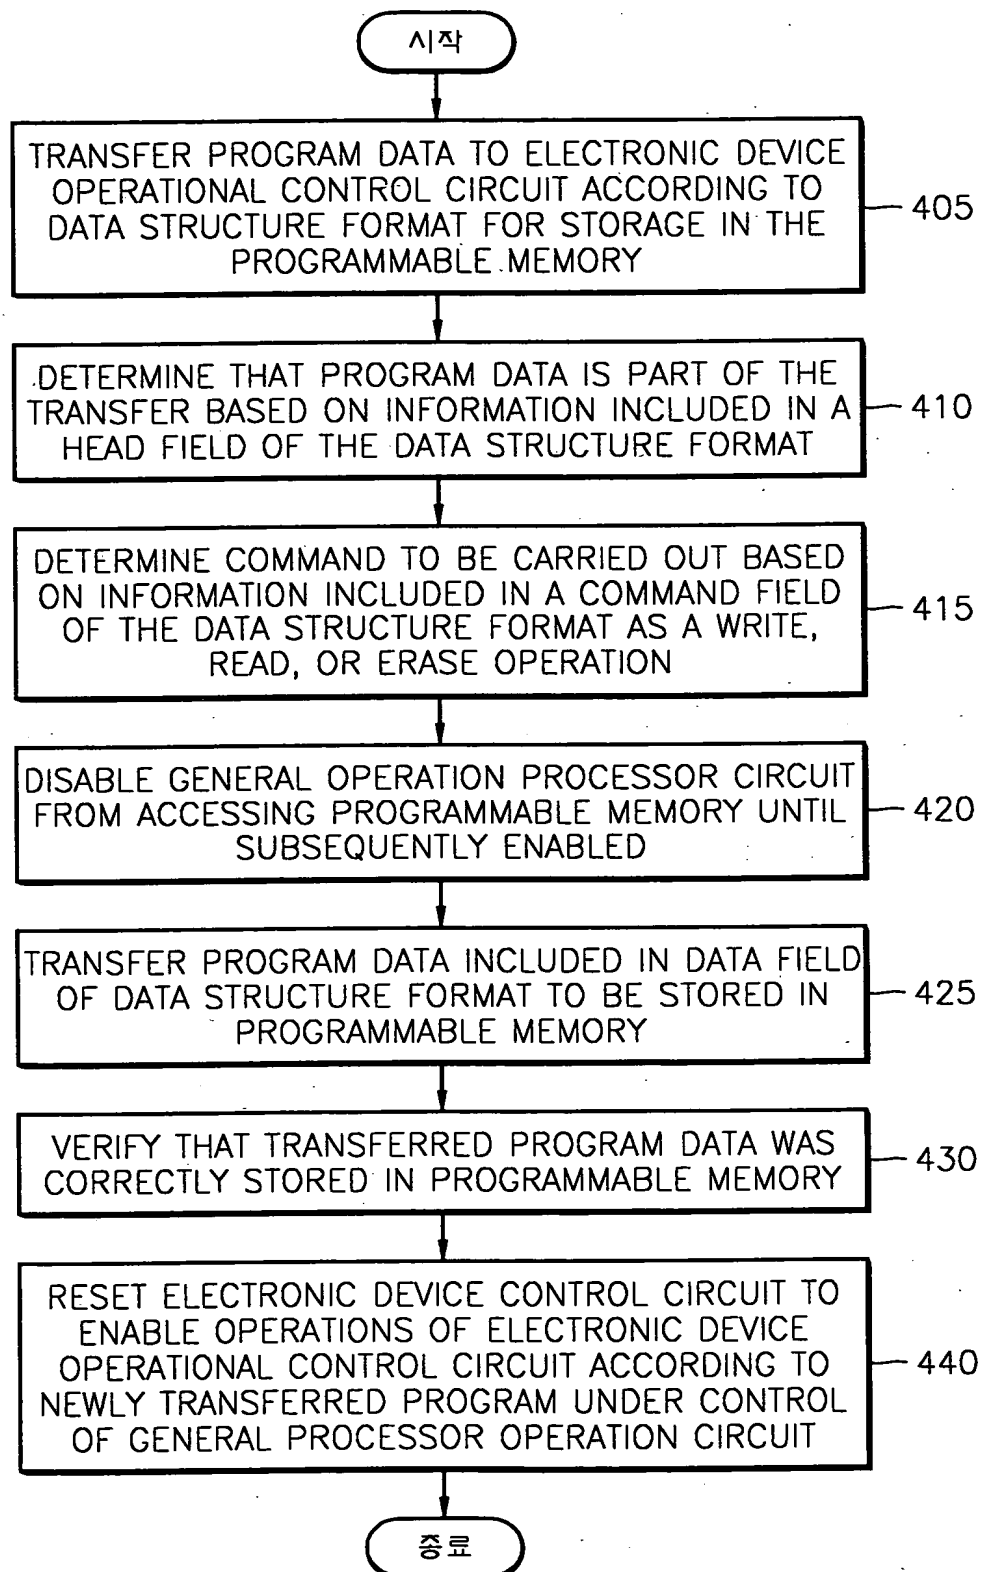 시작
TRANSFER PROGRAM DATA TO ELECTRONIC DEVICE
OPERATIONAL CONTROL CIRCUIT ACCORDING TO
DATA STRUCTURE FORMAT FOR STORAGE IN THE
PROGRAMMABLE MEMORY
405
DETERMINE THAT PROGRAM DATA IS PART OF THE
TRANSFER BASED ON INFORMATION INCLUDED IN A
HEAD FIELD OF THE DATA STRUCTURE FORMAT
410
DETERMINE COMMAND TO BE CARRIED OUT BASED
ON INFORMATION INCLUDED IN A COMMAND FIELD
OF THE DATA STRUCTURE FORMAT AS A WRITE,
READ, OR ERASE OPERATION
415
DISABLE GENERAL OPERATION PROCESSOR CIRCUIT
FROM ACCESSING PROGRAMMABLE MEMORY UNTIL
SUBSEQUENTLY ENABLED
420
TRANSFER PROGRAM DATA INCLUDED IN DATA FIELD
OF DATA STRUCTURE FORMAT TO BE STORED IN
PROGRAMMABLE MEMORY
425
VERIFY THAT TRANSFERRED PROGRAM DATA WAS
CORRECTLY STORED IN PROGRAMMABLE MEMORY
430
RESET ELECTRONIC DEVICE CONTROL CIRCUIT TO
ENABLE OPERATIONS OF ELECTRONIC DEVICE
OPERATIONAL CONTROL CIRCUIT ACCORDING TO
NEWLY TRANSFERRED PROGRAM UNDER CONTROL
OF GENERAL PROCESSOR OPERATION CIRCUIT
440
종료